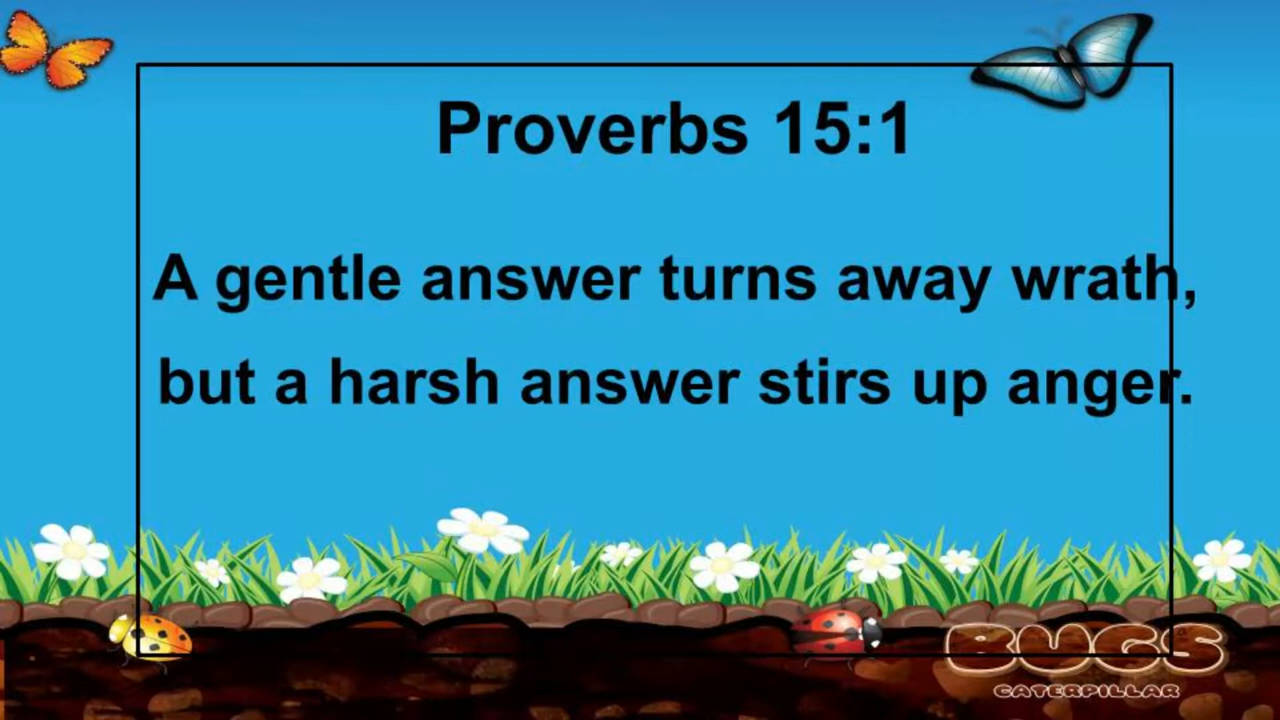 Proverbs 15:1
A gentle answer turns away wrath,
but a harsh answer stirs up anger.
BUGS
CATERPILLAR